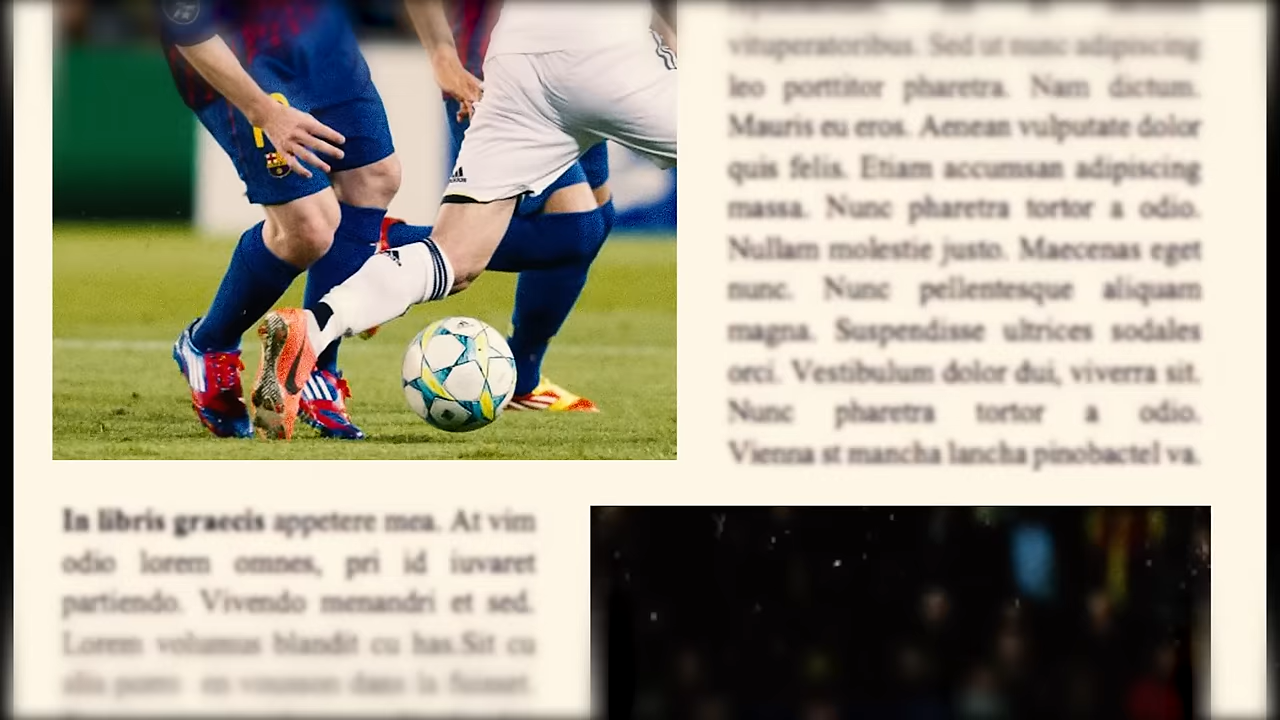 vituperatoribus. Sed ut nunc adipiscing
leo porttitor pharetra. Nam dictum.
Mauris eu eros. Aenean vulputate dolor
quis felis. Etiam accumsan adipiscing
massa. Nunc pharetra tortor a odio.
Nullam molestie justo. Maecenas eget
nunc. Nunc pellentesque aliquam
magna. Suspendisse ultrices sodales
orci. Vestibulum dolor dui, viverra sit.
Nunc pharetra tortor a odio.
Vienna st mancha lancha pinobactel va.
In libris graecis appetere mea. At vim
odio lorem omnes, pri id iuvaret
partiendo. Vivendo menandri et sed.
Lorem volumus blandit cu has.Sit cu